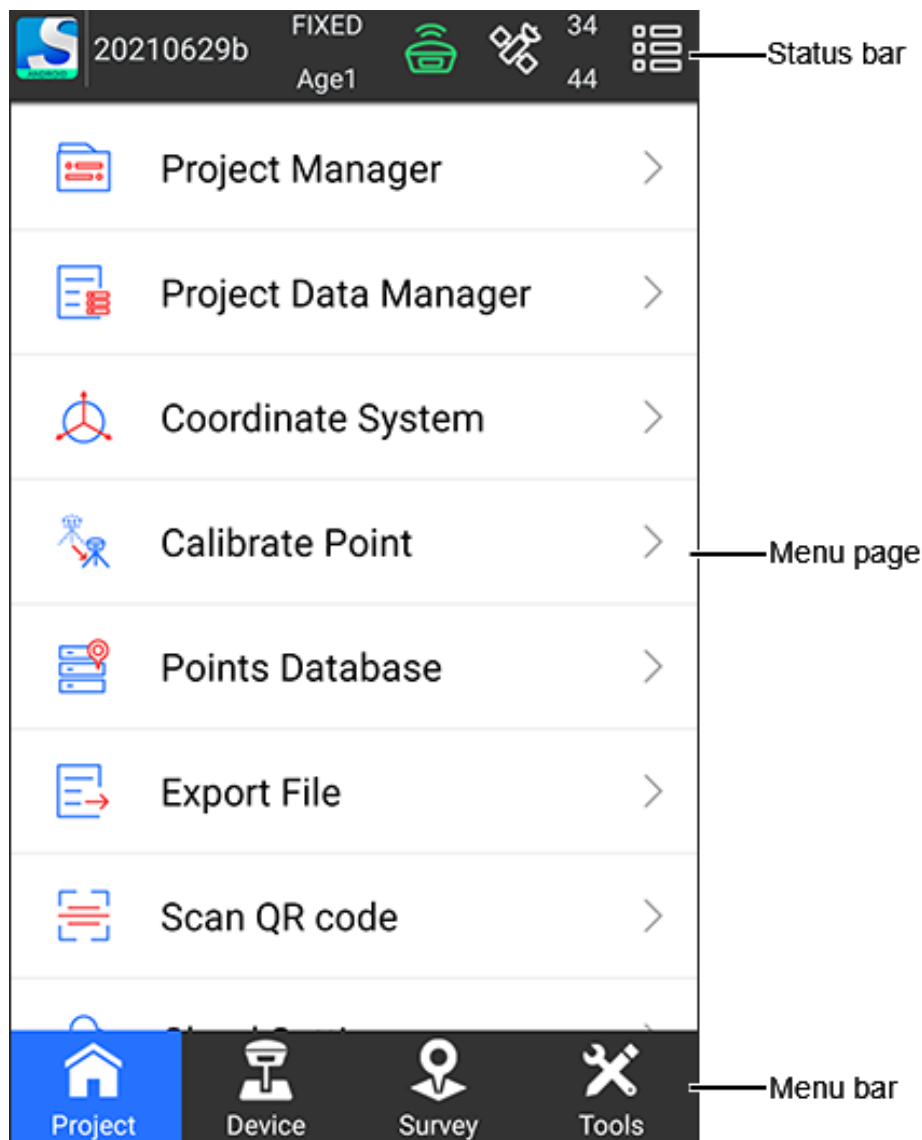 FIXED
34
20210629b
Status bar
Age1
44
ANDROID
Project Manager
Project Data Manager
Coordinate System
Calibrate Point
Menu page
Points Database
Export File
Scan QR code
Project
Device
Survey
Tools
Menu bar